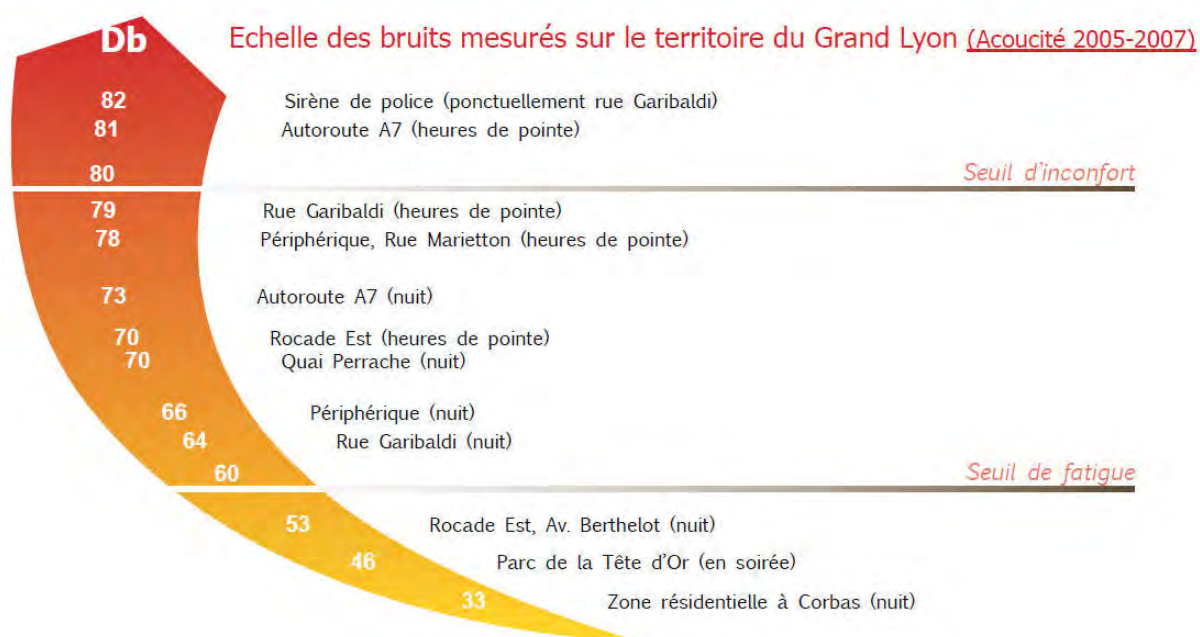 Db Echelle des bruits mesurés sur le territoire du Grand Lyon (Acoucité 2005-2007)
82 Sirène de police (ponctuellement rue Garibaldi)
81 Autoroute A7 (heures de pointe)
80 Seuil d'inconfort
79 Rue Garibaldi (heures de pointe)
78 Périphérique, Rue Marietton (heures de pointe)
73 Autoroute A7 (nuit)
70 Rocade Est (heures de pointe)
70 Quai Perrache (nuit)
66 Périphérique (nuit)
64 Rue Garibaldi (nuit)
60 Seuil de fatigue
53 Rocade Est, Av. Berthelot (nuit)
46 Parc de la Tête d'Or (en soirée)
33 Zone résidentielle à Corbas (nuit)